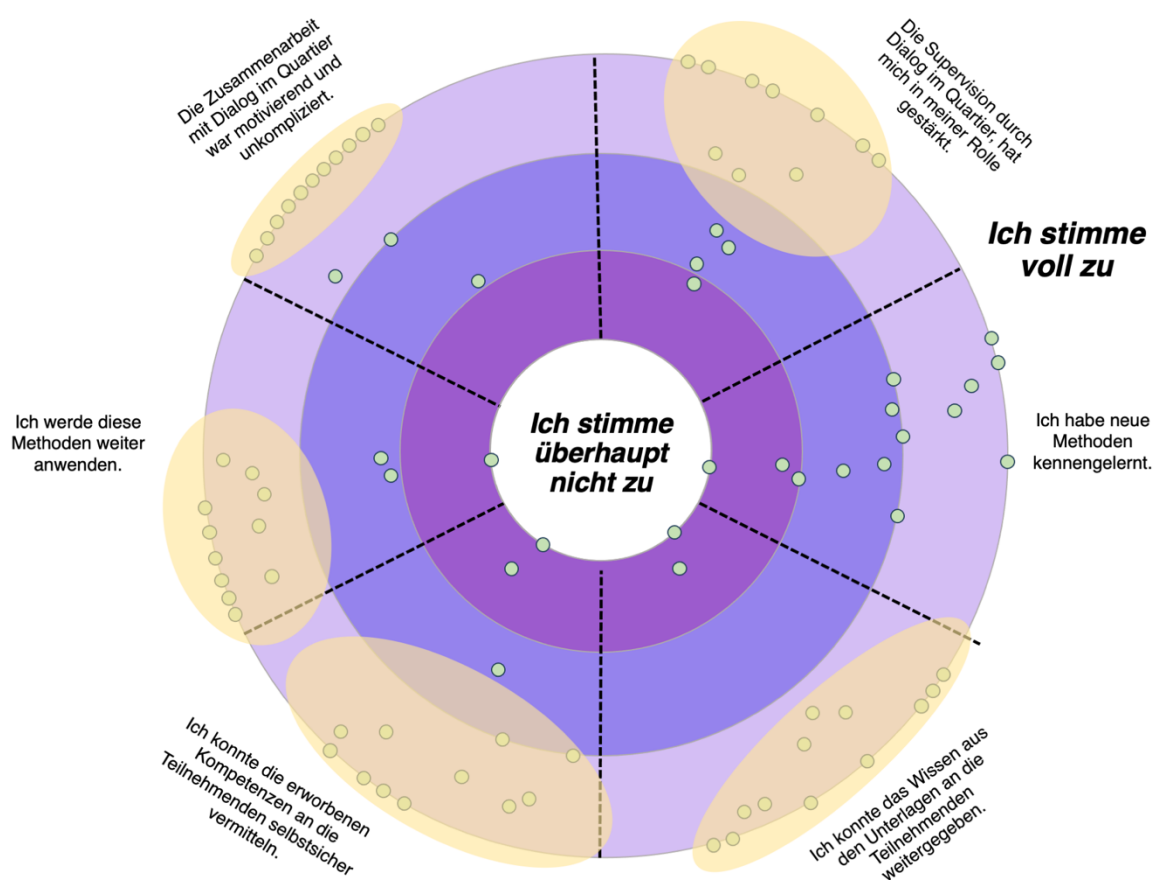 Die Zusammenarbeit
mit Dialog im Quartier
war motivierend und
unkompliziert.
Die Supervision durch
Dialog im Quartier, hat
mich in meiner Rolle
gestärkt.
Ich stimme
voll zu
Ich werde diese
Methoden weiter
anwenden.
Ich stimme
überhaupt
nicht zu
Ich habe neue
Methoden
kennengelernt.
Ich konnte die erworbenen
Kompetenzen an die
Teilnehmenden selbstsicher
vermitteln.
Ich konnte das Wissen aus
den Unterlagen an die
Teilnehmenden
weitergegeben.